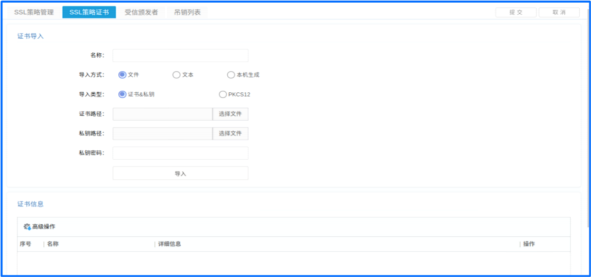 SSL策略管理 SSL策略证书 受信颁发者 吊销列表 提 交 取 消
证书导入
名称:
导入方式: 文件 文本 本机生成
导入类型: 证书&私钥 PKCS12
证书路径: 选择文件
私钥路径: 选择文件
私钥密码:
导入
证书信息
高级操作
序号 名称 详细信息 操作